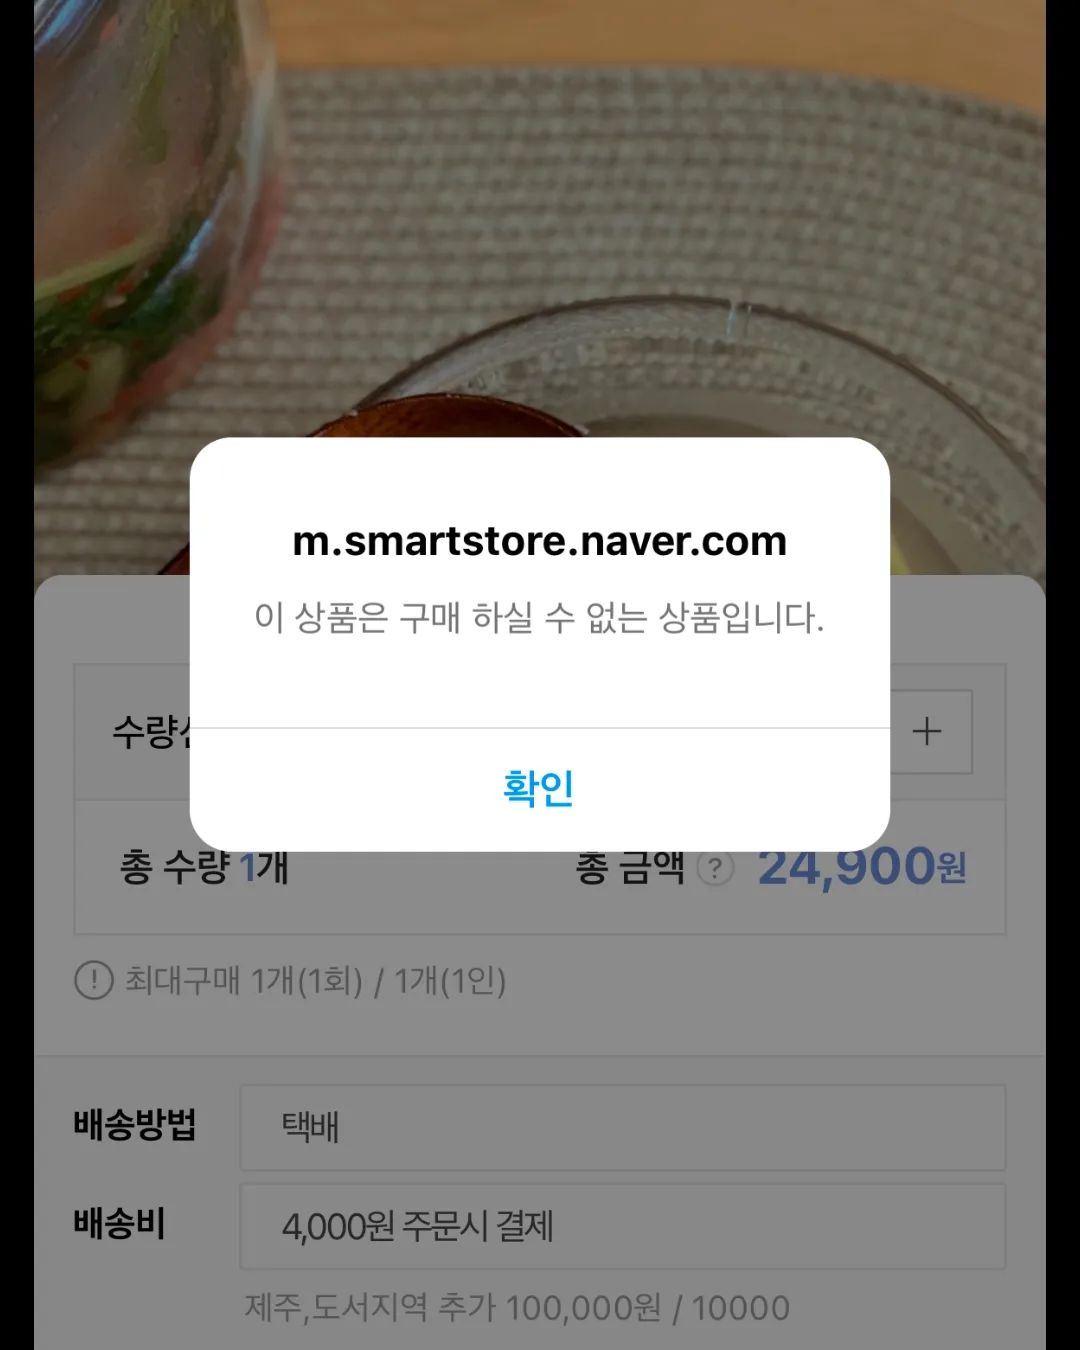 m.smartstore.naver.com
이 상품은 구매 하실 수 없는 상품입니다.
확인
수량 +
총 수량 1개 총 금액 ? 24,900원
! 최대구매 1개(1회) / 1개(1인)
배송방법 택배
배송비 4,000원 주문시 결제
제주,도서지역 추가 100,000원 / 10000